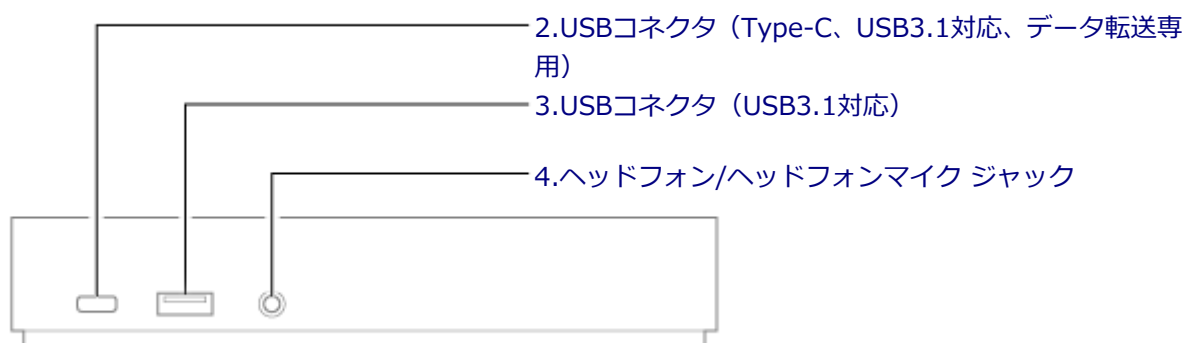 2.USBコネクタ（Type-C、USB3.1対応、データ転送専
用）
3.USBコネクタ（USB3.1対応）
4.ヘッドフォン/ヘッドフォンマイク ジャック